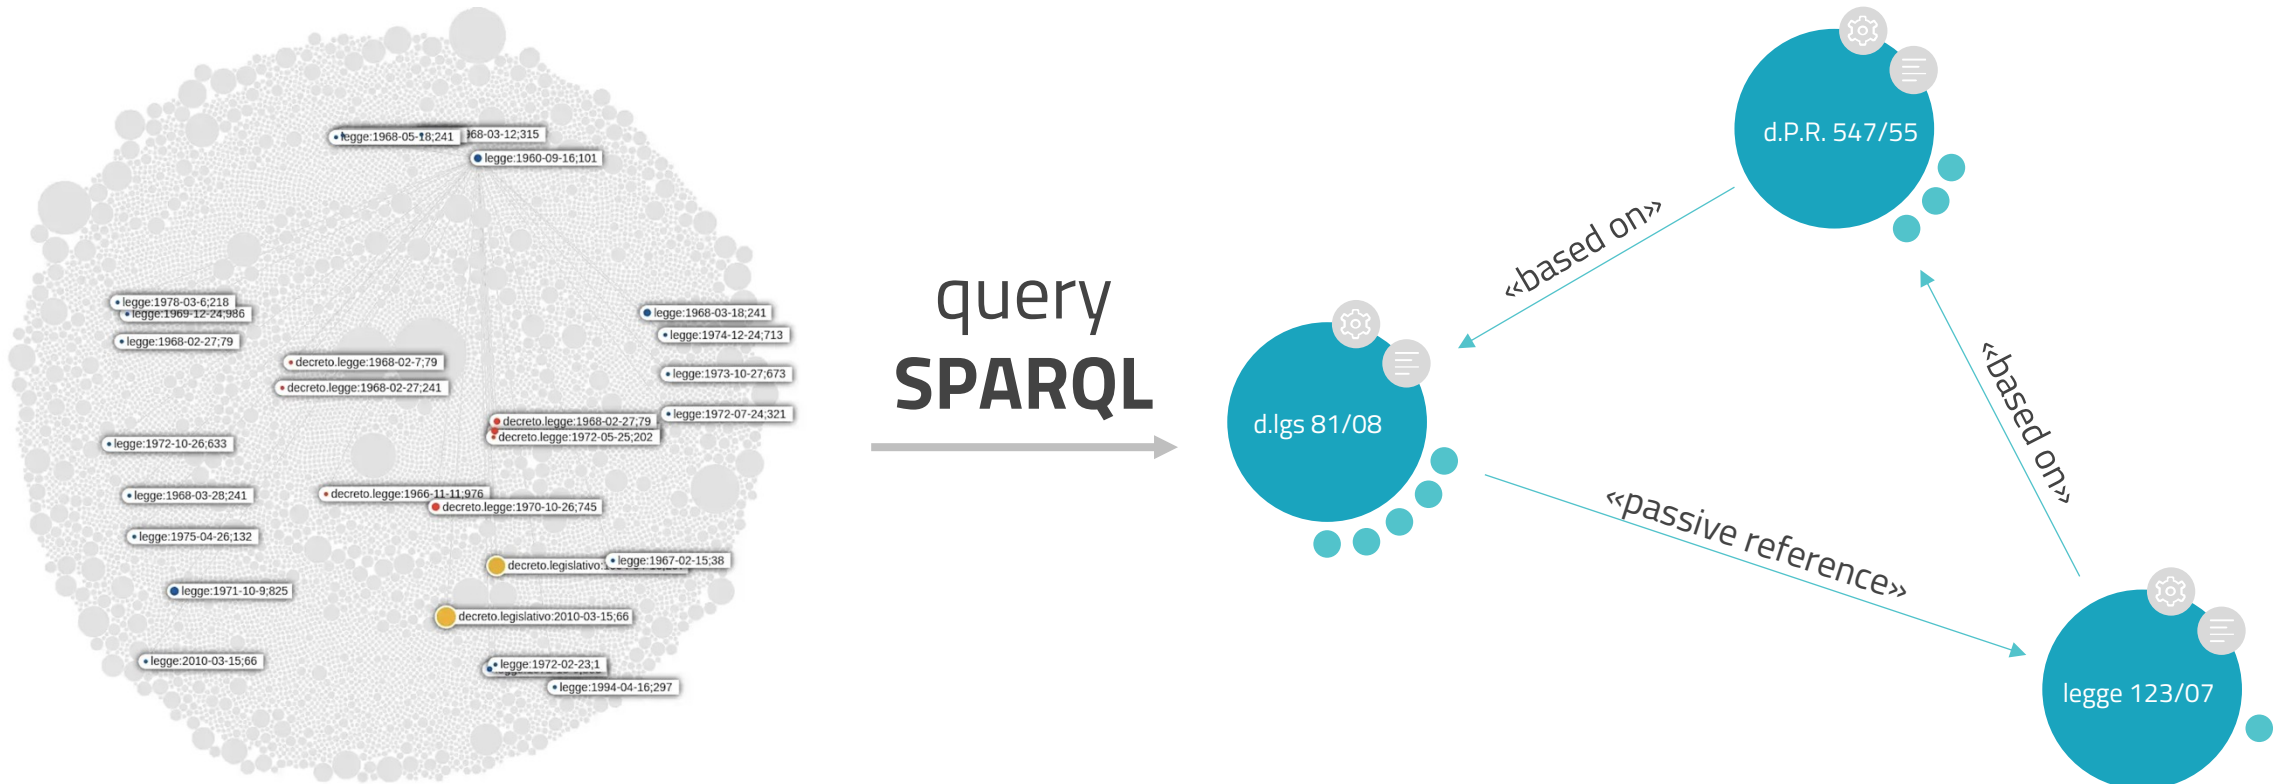 legge:1968-05-18;241
968-03-12;315
legge:1960-09-16;101
legge:1978-03-6;218
legge:1969-12-24;986
legge:1968-02-27;79
decreto.legge:1968-02-7;79
decreto.legge:1968-02-27;241
legge:1968-03-18;241
legge:1974-12-24;713
legge:1973-10-27;673
legge:1972-07-24;321
decreto.legge:1968-02-27;79
decreto.legge:1972-05-25;202
legge:1972-10-26;633
legge:1968-03-28;241
decreto.legge:1966-11-11;976
decreto.legge:1970-10-26;745
legge:1975-04-26;132
decreto.legislativo:
legge:1967-02-15;38
legge:1971-10-9;825
decreto.legislativo:2010-03-15;66
legge:2010-03-15;66
legge:1972-02-23;1
legge:1994-04-16;297
query
SPARQL
d.P.R. 547/55
«based on»
d.lgs 81/08
«based on»
«passive reference»
legge 123/07